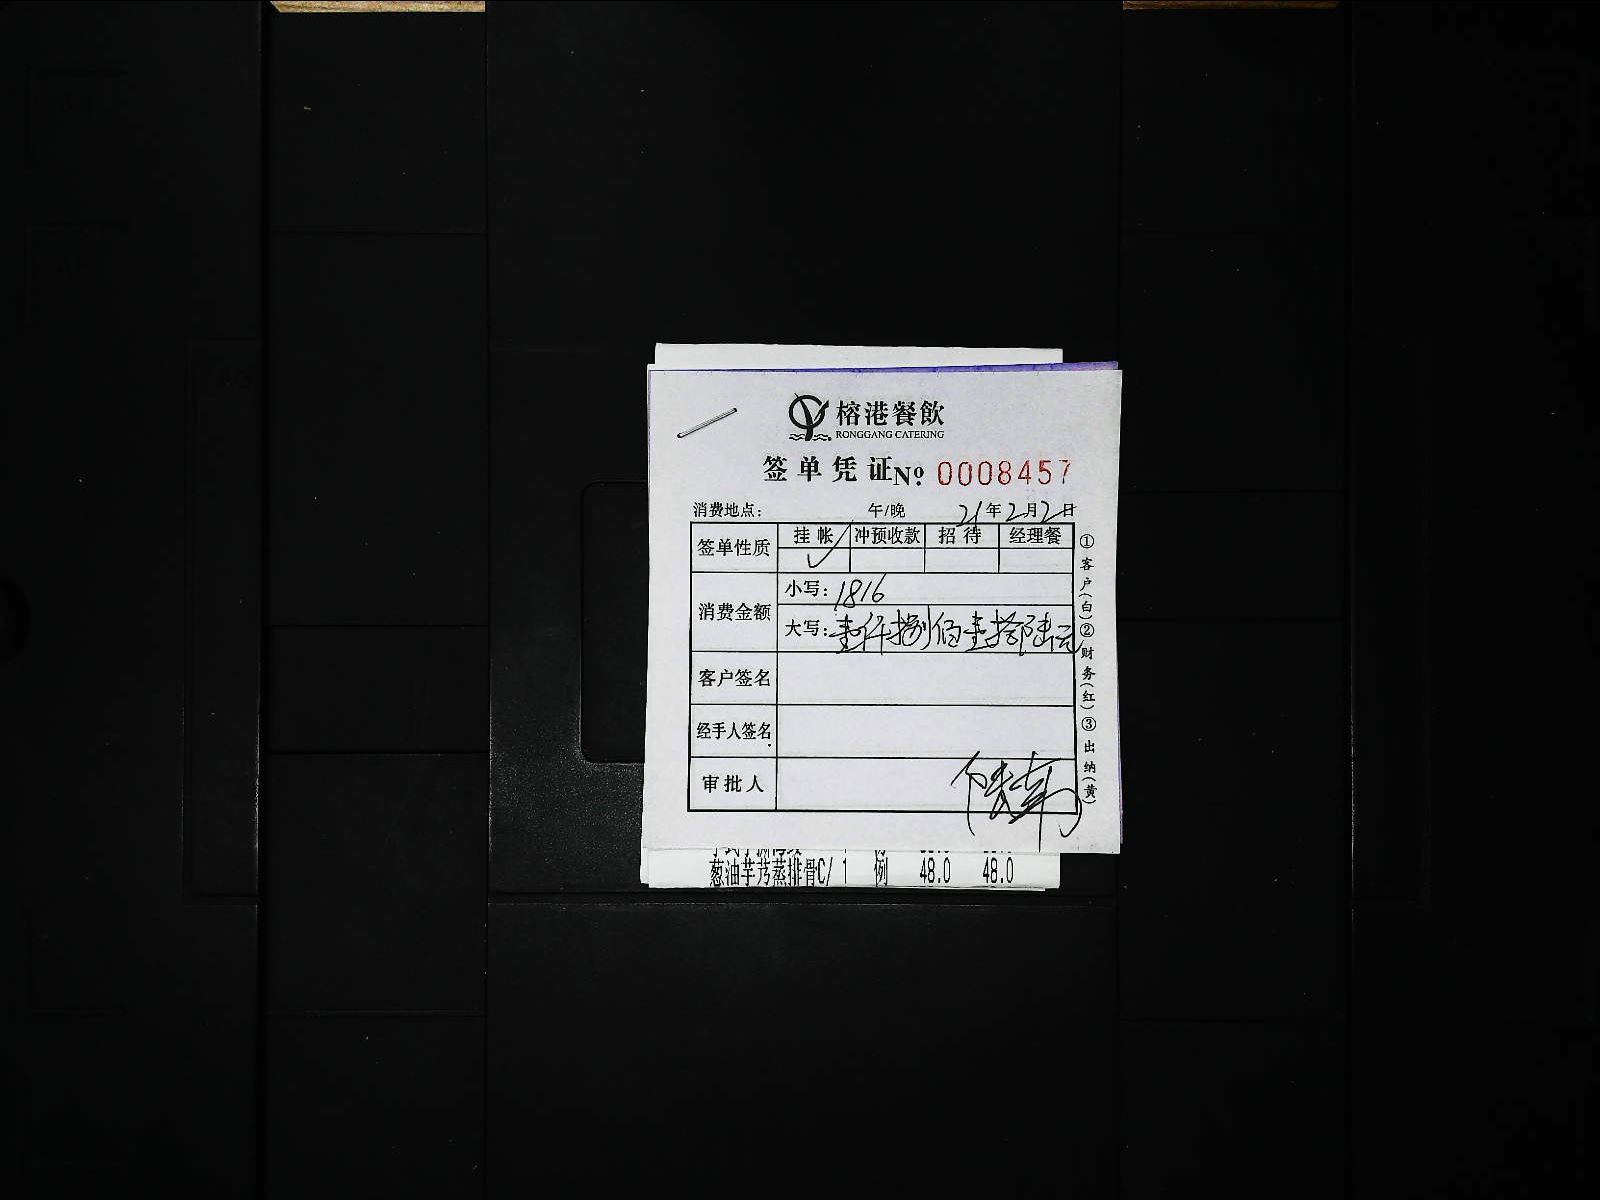 榕港餐飲
RONGGANG CATERING
签单凭证 № 0008457
消费地点： 午/晚 21年2月2日
签单性质 挂帐 冲预收款 招待 经理餐
✓
消费金额 小写：1816
大写：壹仟捌佰壹拾陆元
客户签名
经手人签名
审批人
①客户(白)②财务(红)③出纳(黄)
葱油芋艿蒸排骨C/ 1 例 48.0 48.0